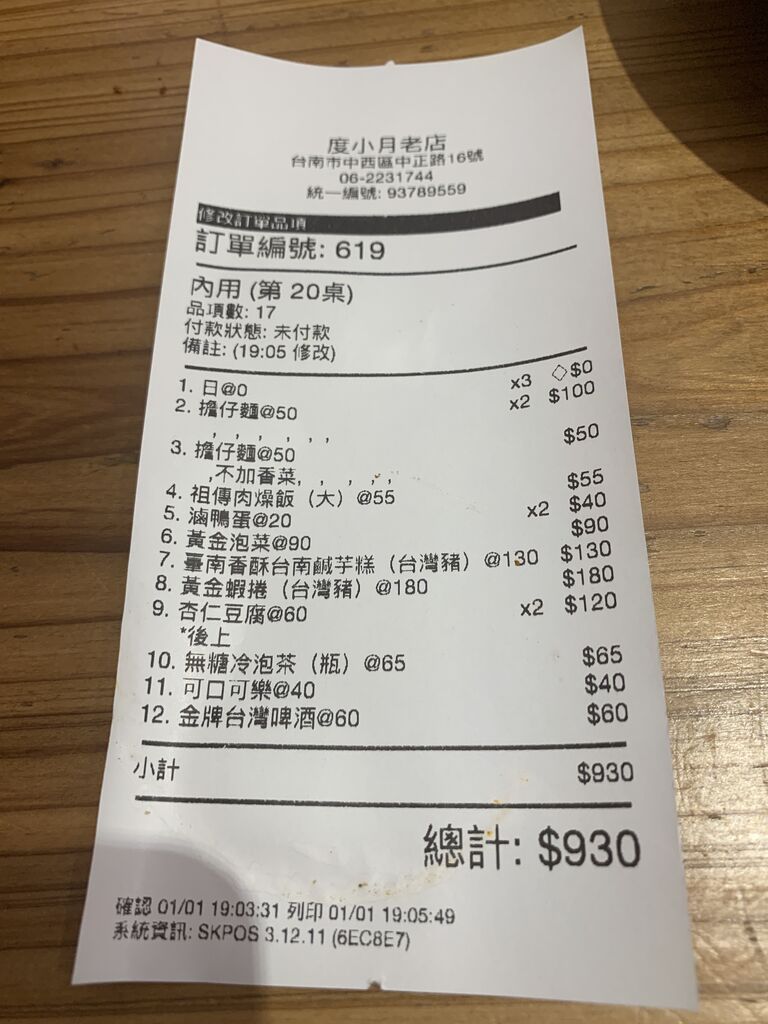 度小月老店
台南市中西區中正路16號
06-2231744
統一編號: 93789559
修改訂單品項
訂單編號: 619
內用 (第 20桌)
品項數: 17
付款狀態: 未付款
備註: (19:05 修改)
1. 日@0 x3 ◇$0
2. 擔仔麵@50 x2 $100
, , , , , ,
3. 擔仔麵@50 $50
,不加香菜, , , , ,
4. 祖傳肉燥飯（大）@55 $55
5. 滷鴨蛋@20 x2 $40
6. 黃金泡菜@90 $90
7. 臺南香酥台南鹹芋糕（台灣豬）@130 $130
8. 黃金蝦捲（台灣豬）@180 $180
9. 杏仁豆腐@60 x2 $120
*後上
10. 無糖冷泡茶（瓶）@65 $65
11. 可口可樂@40 $40
12. 金牌台灣啤酒@60 $60
小計 $930
總計: $930
確認 01/01 19:03:31 列印 01/01 19:05:49
系統資訊: SKPOS 3.12.11 (6EC8E7)